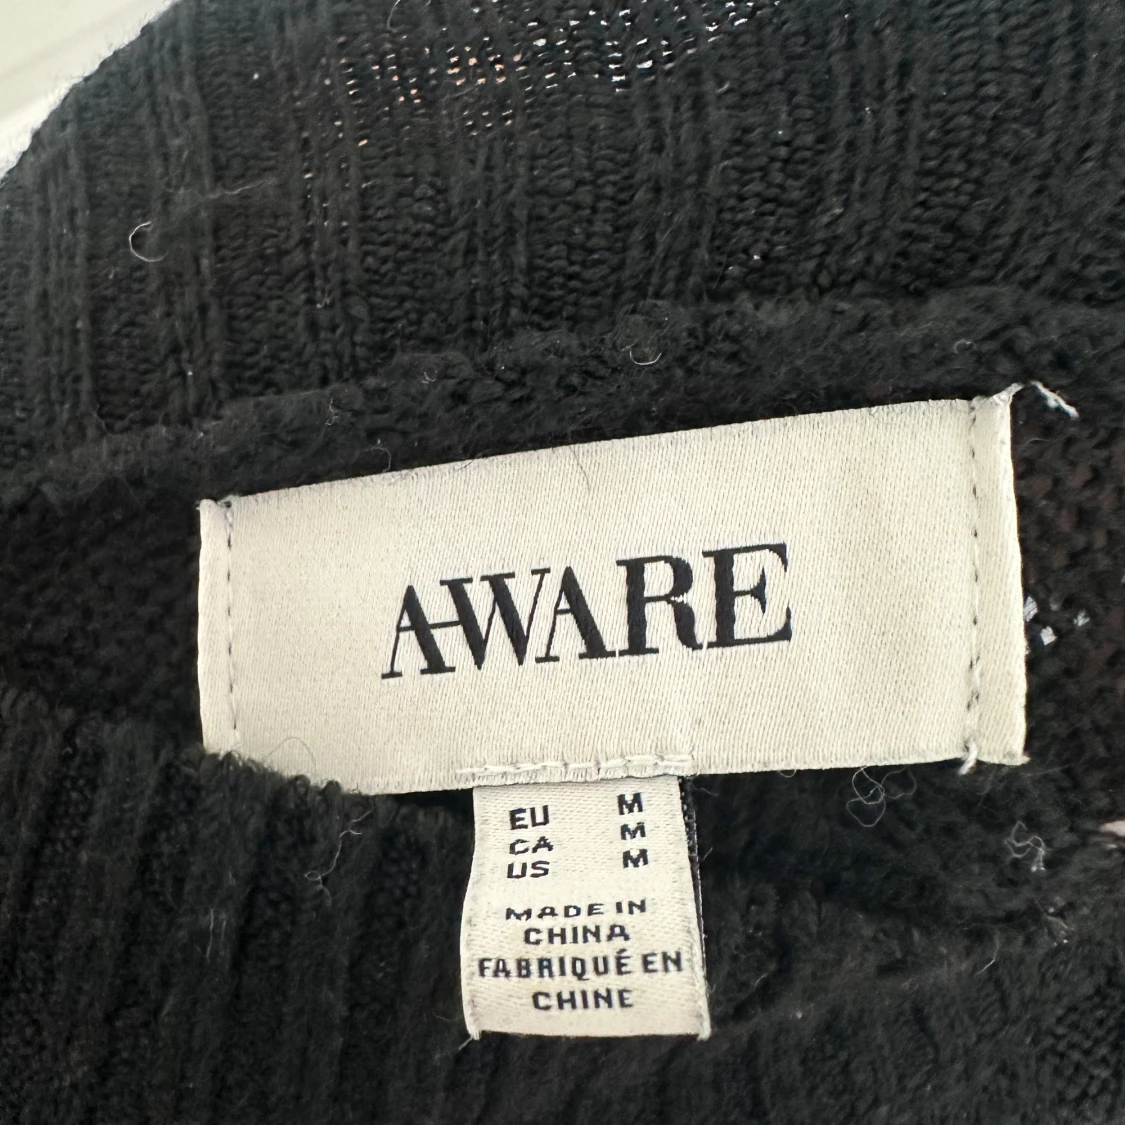 AWARE
EU M
CA M
US M
MADE IN
CHINA
FABRIQUÉ EN
CHINE